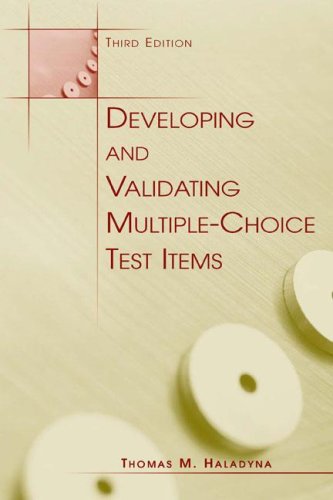 Third Edition
Developing
and
Validating
Multiple-Choice
Test Items
Thomas M. Haladyna